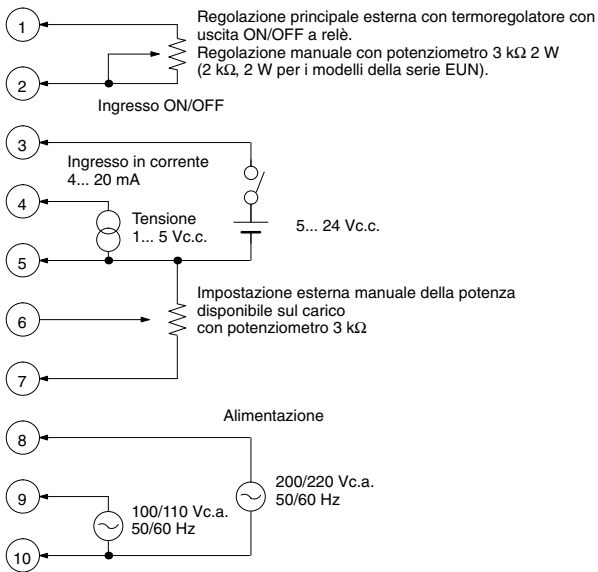 1
Regolazione principale esterna con termoregolatore con
uscita ON/OFF a relè.
Regolazione manuale con potenziometro 3 kΩ 2 W
(2 kΩ, 2 W per i modelli della serie EUN).
2
Ingresso ON/OFF
3
Ingresso in corrente
4... 20 mA
4
Tensione
1... 5 Vc.c.
5... 24 Vc.c.
5
Impostazione esterna manuale della potenza
disponibile sul carico
con potenziometro 3 kΩ
6
7
Alimentazione
8
200/220 Vc.a.
50/60 Hz
9
100/110 Vc.a.
50/60 Hz
10